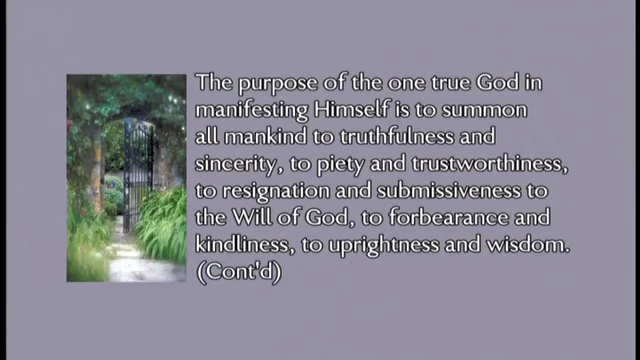 The purpose of the one true God in
manifesting Himself is to summon
all mankind to truthfulness and
sincerity, to piety and trustworthiness,
to resignation and submissiveness to
the Will of God, to forbearance and
kindliness, to uprightness and wisdom.
(Cont'd)